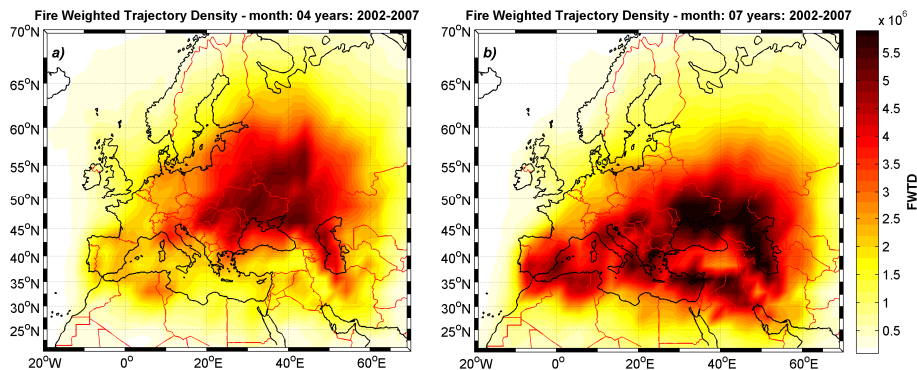 Fire Weighted Trajectory Density - month: 04 years: 2002-2007
a)
70°N
65°N
60°N
55°N
50°N
45°N
40°N
35°N
30°N
25°N
20°W
0°
20°E
40°E
60°E
Fire Weighted Trajectory Density - month: 07 years: 2002-2007
b)
70°N
65°N
60°N
55°N
50°N
45°N
40°N
35°N
30°N
25°N
20°W
0°
20°E
40°E
60°E
x 10⁶
5.5
5
4.5
4
3.5
3
2.5
2
1.5
1
0.5
FWTD